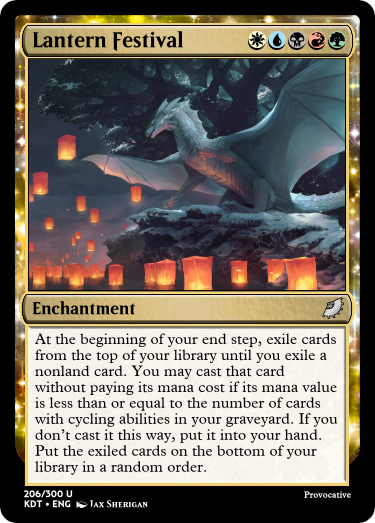 Lantern Festival
Enchantment
At the beginning of your end step, exile cards
from the top of your library until you exile a
nonland card. You may cast that card
without paying its mana cost if its mana value
is less than or equal to the number of cards
with cycling abilities in your graveyard. If you
don't cast it this way, put it into your hand.
Put the exiled cards on the bottom of your
library in a random order.
206/300 U
Provocative
KDT • ENG Jax Sherigan